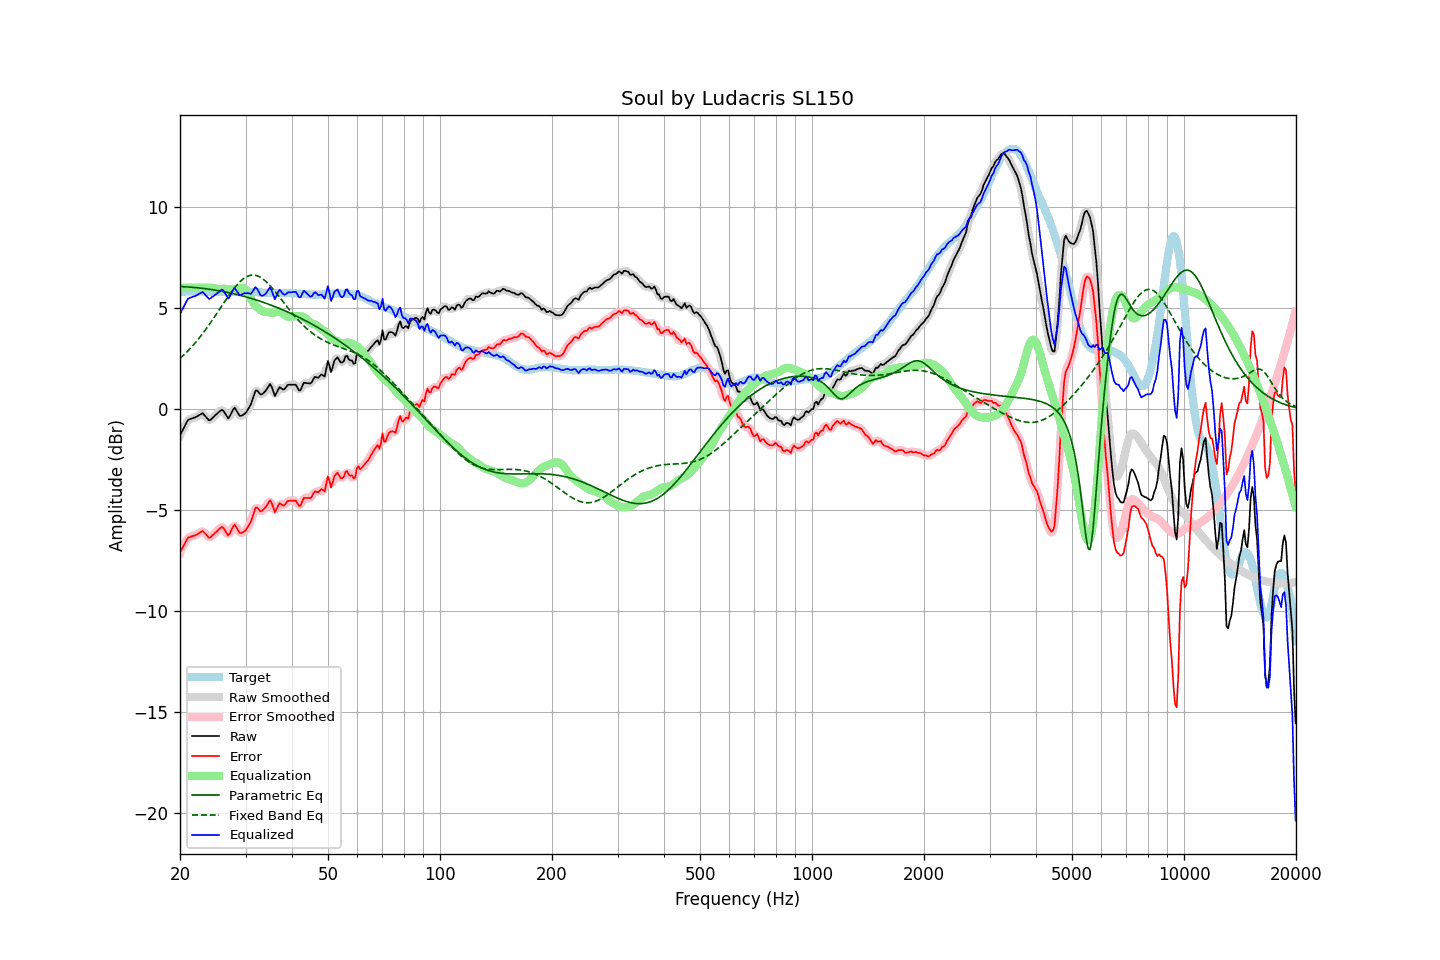 Soul by Ludacris SL150
Amplitude (dBr)
10
5
0
−5
−10
−15
−20
Target
Raw Smoothed
Error Smoothed
Raw
Error
Equalization
Parametric Eq
Fixed Band Eq
Equalized
20 50 100 200 500 1000 2000 5000 10000 20000
Frequency (Hz)